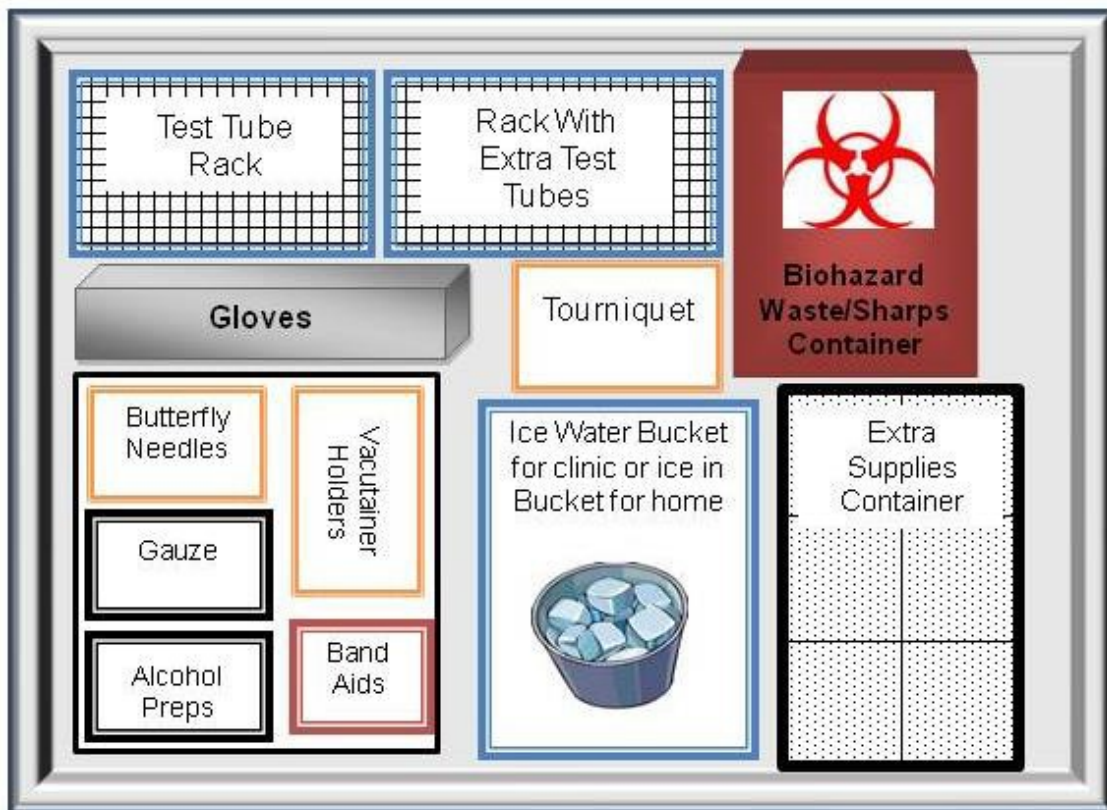 Test Tube
Rack
Rack With
Extra Test
Tubes
Biohazard
Waste/Sharps
Container
Gloves
Tourniquet
Butterfly
Needles
Vacutainer
Holders
Gauze
Alcohol
Preps
Band
Aids
Ice Water Bucket
for clinic or ice in
Bucket for home
Extra
Supplies
Container